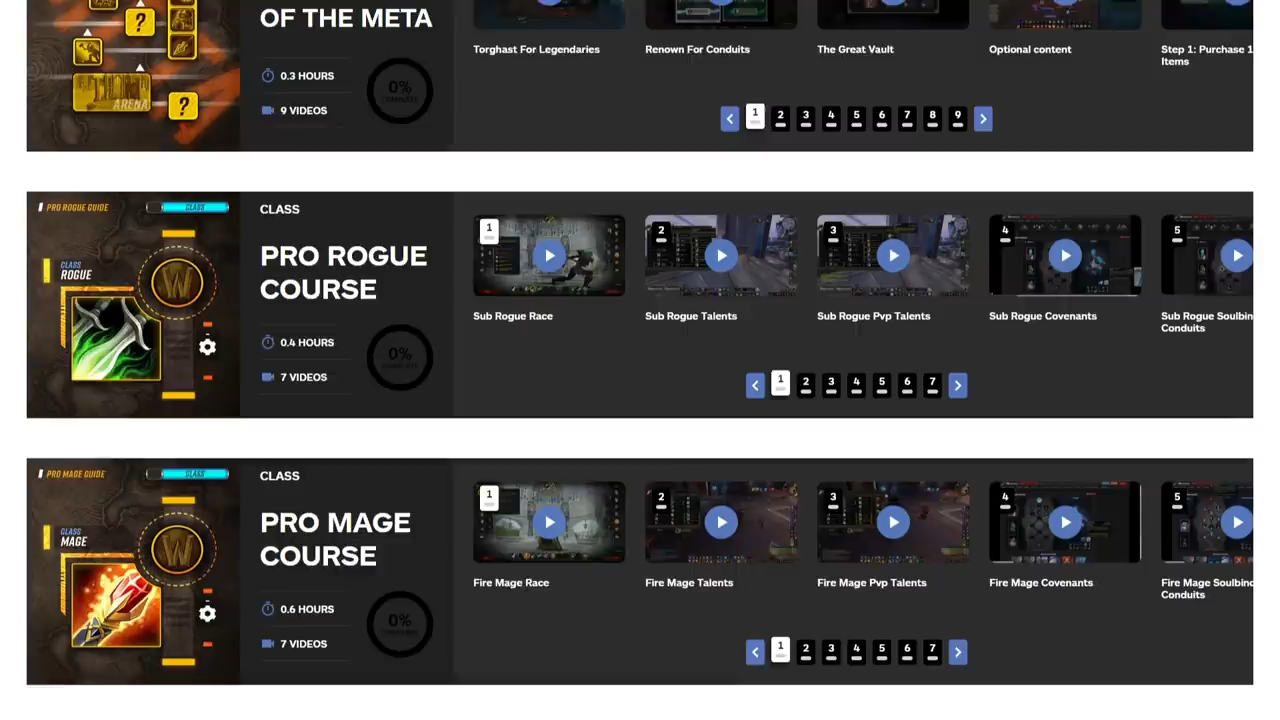 OF THE META
0.3 HOURS
9 VIDEOS
0%
ARENA
?
?
Torghast For Legendaries
Renown For Conduits
The Great Vault
Optional content
Step 1: Purchase 1
Items
1 2 3 4 5 6 7 8 9
PRO ROGUE GUIDE
CLASS
CLASS
ROGUE
CLASS
PRO ROGUE
COURSE
0.4 HOURS
7 VIDEOS
0%
1
2
3
4
5
Sub Rogue Race
Sub Rogue Talents
Sub Rogue Pvp Talents
Sub Rogue Covenants
Sub Rogue Soulbin
Conduits
1 2 3 4 5 6 7
PRO MAGE GUIDE
CLASS
CLASS
MAGE
CLASS
PRO MAGE
COURSE
0.6 HOURS
7 VIDEOS
0%
1
2
3
4
5
Fire Mage Race
Fire Mage Talents
Fire Mage Pvp Talents
Fire Mage Covenants
Fire Mage Soulbind
Conduits
1 2 3 4 5 6 7